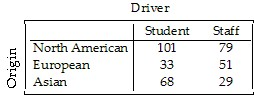 Driver
Student Staff
Origin
North American 101 79
European 33 51
Asian 68 29